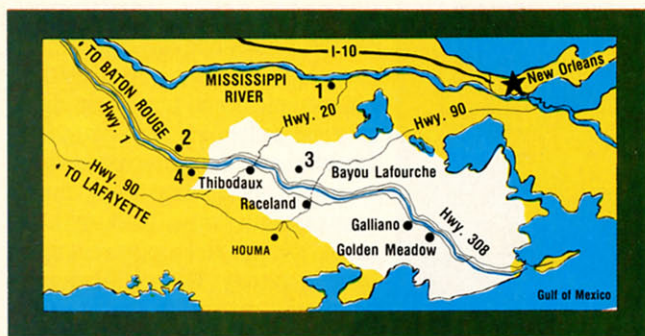 I-10
New Orleans
TO BATON ROUGE
MISSISSIPPI
RIVER
1
Hwy. 20
Hwy. 90
Hwy. 1
2
3
4
Thibodaux
Bayou Lafourche
Hwy. 90
TO LAFAYETTE
Raceland
Galliano
Hwy. 308
HOUMA
Golden Meadow
Gulf of Mexico